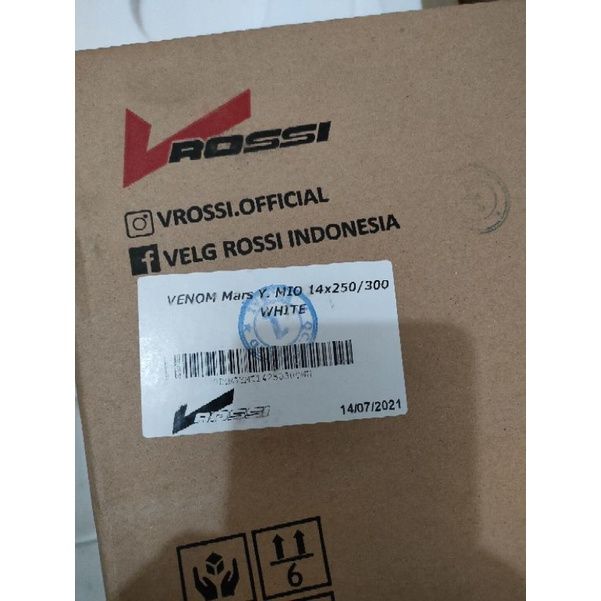 VROSSI
VROSSI.OFFICIAL
VELG ROSSI INDONESIA
VENOM Mars Y. MIO 14x250/300
WHITE
VROSSI
14/07/2021
6